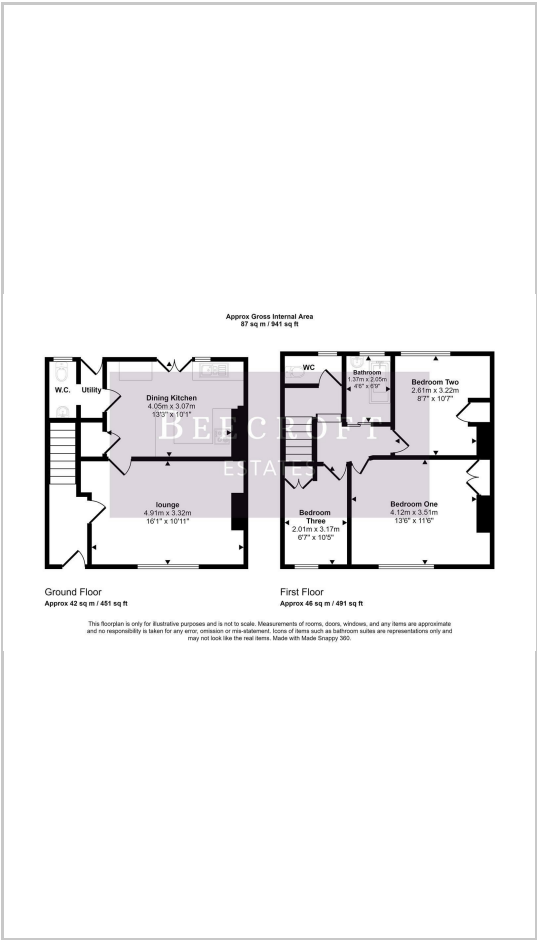 Approx Gross Internal Area
87 sq m / 941 sq ft
W.C.
Utility
Dining Kitchen
4.05m x 3.07m
13'3" x 10'1"
lounge
4.91m x 3.32m
16'1" x 10'11"
WC
Bathroom
1.37m x 2.05m
4'6" x 6'9"
Bedroom Two
2.61m x 3.22m
8'7" x 10'7"
Bedroom
Three
2.01m x 3.17m
6'7" x 10'5"
Bedroom One
4.12m x 3.51m
13'6" x 11'6"
BEECROFT
ESTATES
Ground Floor
Approx 42 sq m / 451 sq ft
First Floor
Approx 46 sq m / 491 sq ft
This floorplan is only for illustrative purposes and is not to scale. Measurements of rooms, doors, windows, and any items are approximate
and no responsibility is taken for any error, omission or mis-statement. Icons of items such as bathroom suites are representations only and
may not look like the real items. Made with Made Snappy 360.